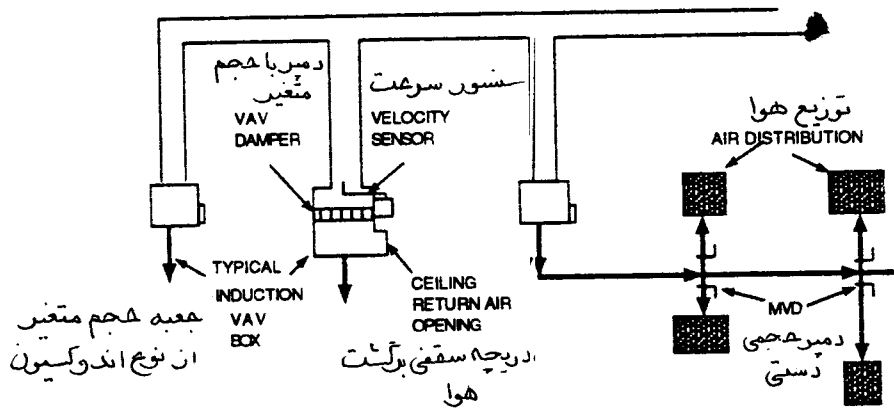 دمپر با حجم
متغیر
VAV
DAMPER
سنسور سرعت
VELOCITY
SENSOR
توزیع هوا
AIR DISTRIBUTION
TYPICAL
INDUCTION
VAV
BOX
جعبه حجم متغیر
از نوع اندوکسیون
CEILING
RETURN AIR
OPENING
دریچه سقفی برگشت
هوا
MVD
دمپر حجمی
دستی